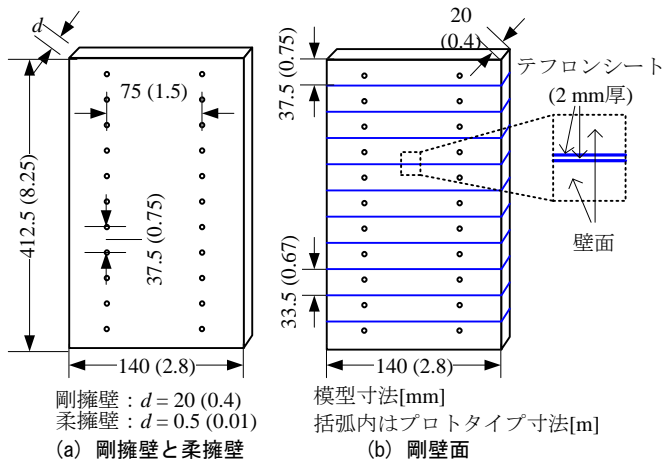 d
75 (1.5)
412.5 (8.25)
37.5 (0.75)
140 (2.8)
剛擁壁：d = 20 (0.4)
柔擁壁：d = 0.5 (0.01)
(a) 剛擁壁と柔擁壁
20
(0.4)
37.5 (0.75)
テフロンシート
(2 mm厚)
壁面
33.5 (0.67)
140 (2.8)
模型寸法[mm]
括弧内はプロトタイプ寸法[m]
(b) 剛壁面